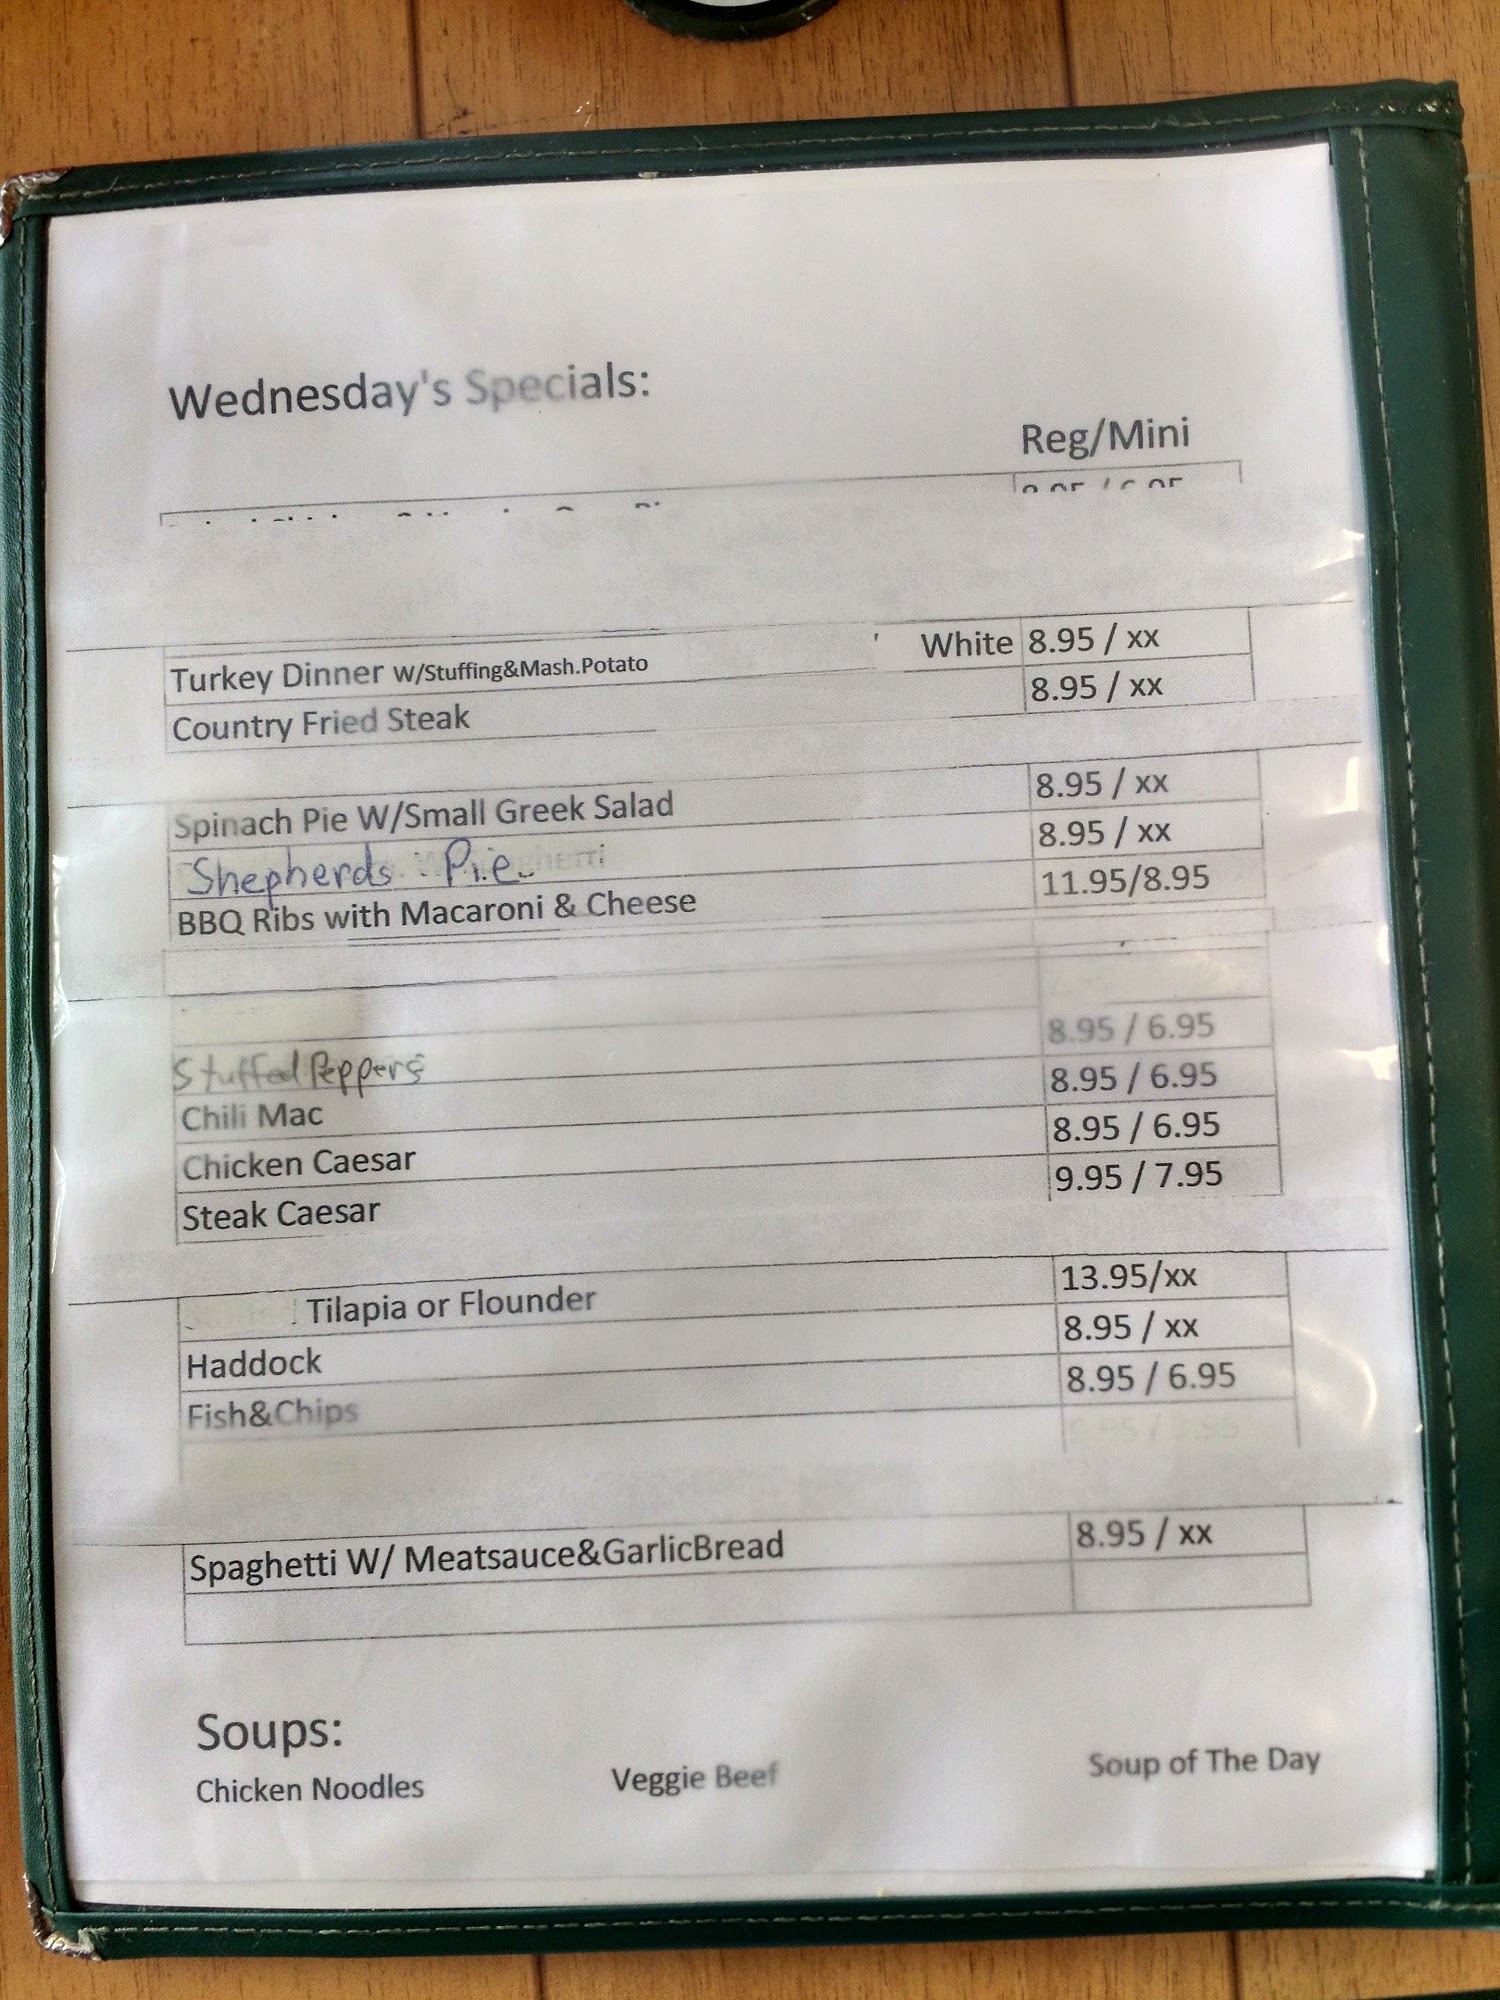 Wednesday's Specials:
Reg/Mini
Turkey Dinner W/Stuffing&Mash.Potato White 8.95 / xx
Country Fried Steak 8.95 / xx
Spinach Pie W/Small Greek Salad 8.95 / xx
Shepherds Pie 8.95 / xx
BBQ Ribs with Macaroni & Cheese 11.95/8.95
Stuffed Peppers 8.95 / 6.95
Chili Mac 8.95 / 6.95
Chicken Caesar 8.95 / 6.95
Steak Caesar 9.95 / 7.95
Tilapia or Flounder 13.95/xx
Haddock 8.95 / xx
Fish&Chips 8.95 / 6.95
Spaghetti W/ Meatsauce&GarlicBread 8.95 / xx
Soups:
Chicken Noodles Veggie Beef Soup of The Day